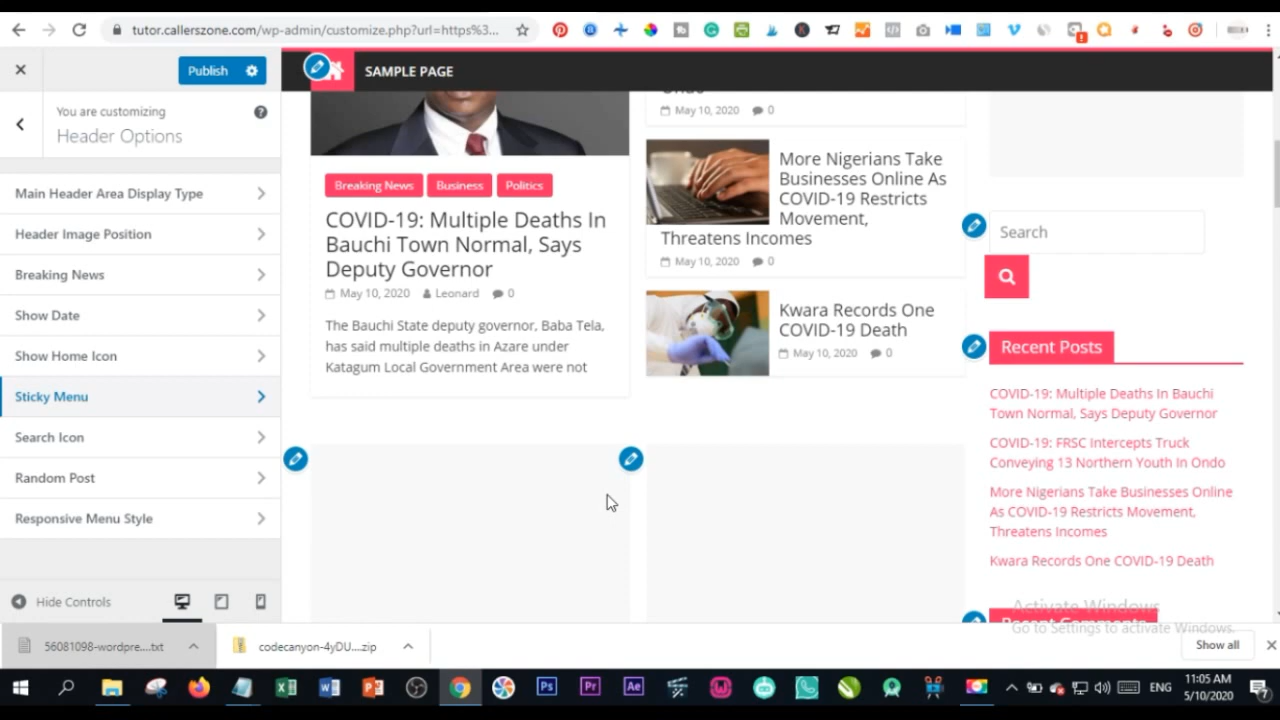 tutor.callerszone.com/wp-admin/customize.php?url=https%3...
Publish
SAMPLE PAGE
You are customizing
Header Options
Main Header Area Display Type
Header Image Position
Breaking News
Show Date
Show Home Icon
Sticky Menu
Search Icon
Random Post
Responsive Menu Style
Hide Controls
Breaking News
Business
Politics
COVID-19: Multiple Deaths In
Bauchi Town Normal, Says
Deputy Governor
May 10, 2020
Leonard
0
The Bauchi State deputy governor, Baba Tela,
has said multiple deaths in Azare under
Katagum Local Government Area were not
May 10, 2020
0
More Nigerians Take
Businesses Online As
COVID-19 Restricts
Movement,
Threatens Incomes
May 10, 2020
0
Kwara Records One
COVID-19 Death
May 10, 2020
0
Search
Recent Posts
COVID-19: Multiple Deaths In Bauchi
Town Normal, Says Deputy Governor
COVID-19: FRSC Intercepts Truck
Conveying 13 Northern Youth In Ondo
More Nigerians Take Businesses Online
As COVID-19 Restricts Movement,
Threatens Incomes
Kwara Records One COVID-19 Death
Activate Windows
Go to Settings to activate Windows.
56081098-wordpre....txt
codecanyon-4yDU....zip
Show all
ENG
11:05 AM
5/10/2020
7